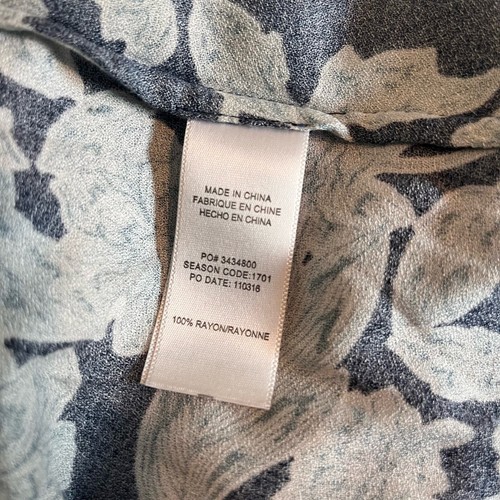 MADE IN CHINA
FABRIQUE EN CHINE
HECHO EN CHINA
PO# 3434800
SEASON CODE:1701
PO DATE: 110316
100% RAYON/RAYONNE